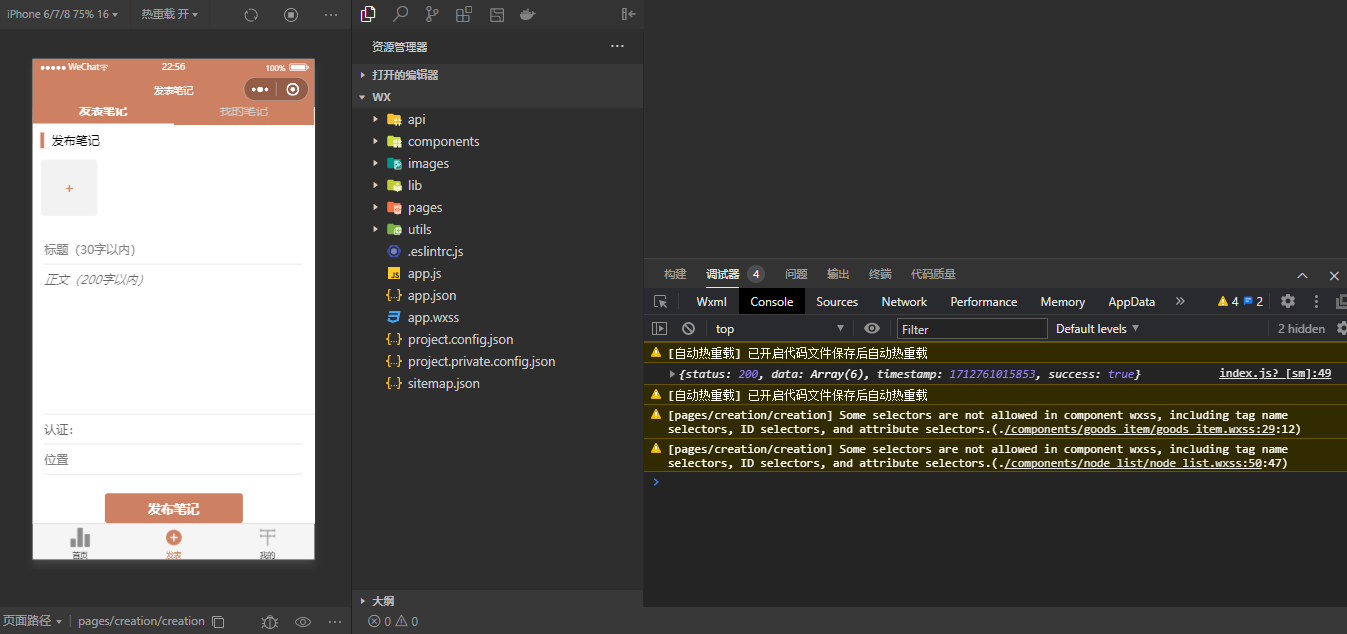 iPhone 6/7/8 75% 16
热重载 开
WeChat
22:56
100%
发表笔记
发表笔记
我的笔记
发布笔记
+
标题（30字以内）
正文（200字以内）
认证：
位置
发布笔记
首页
发表
我的
页面路径
pages/creation/creation
资源管理器
打开的编辑器
WX
api
components
images
lib
pages
utils
.eslintrc.js
app.js
app.json
app.wxss
project.config.json
project.private.config.json
sitemap.json
大纲
0 0
构建 调试器 4 问题 输出 终端 代码质量
Wxml Console Sources Network Performance Memory AppData 4 2
top Filter Default levels 2 hidden
[自动热重载] 已开启代码文件保存后自动热重载
{status: 200, data: Array(6), timestamp: 1712761015853, success: true} index.js? [sm]:49
[自动热重载] 已开启代码文件保存后自动热重载
[pages/creation/creation] Some selectors are not allowed in component wxss, including tag name
selectors, ID selectors, and attribute selectors.(./components/goods_item/goods_item.wxss:29:12)
[pages/creation/creation] Some selectors are not allowed in component wxss, including tag name
selectors, ID selectors, and attribute selectors.(./components/node_list/node_list.wxss:50:47)